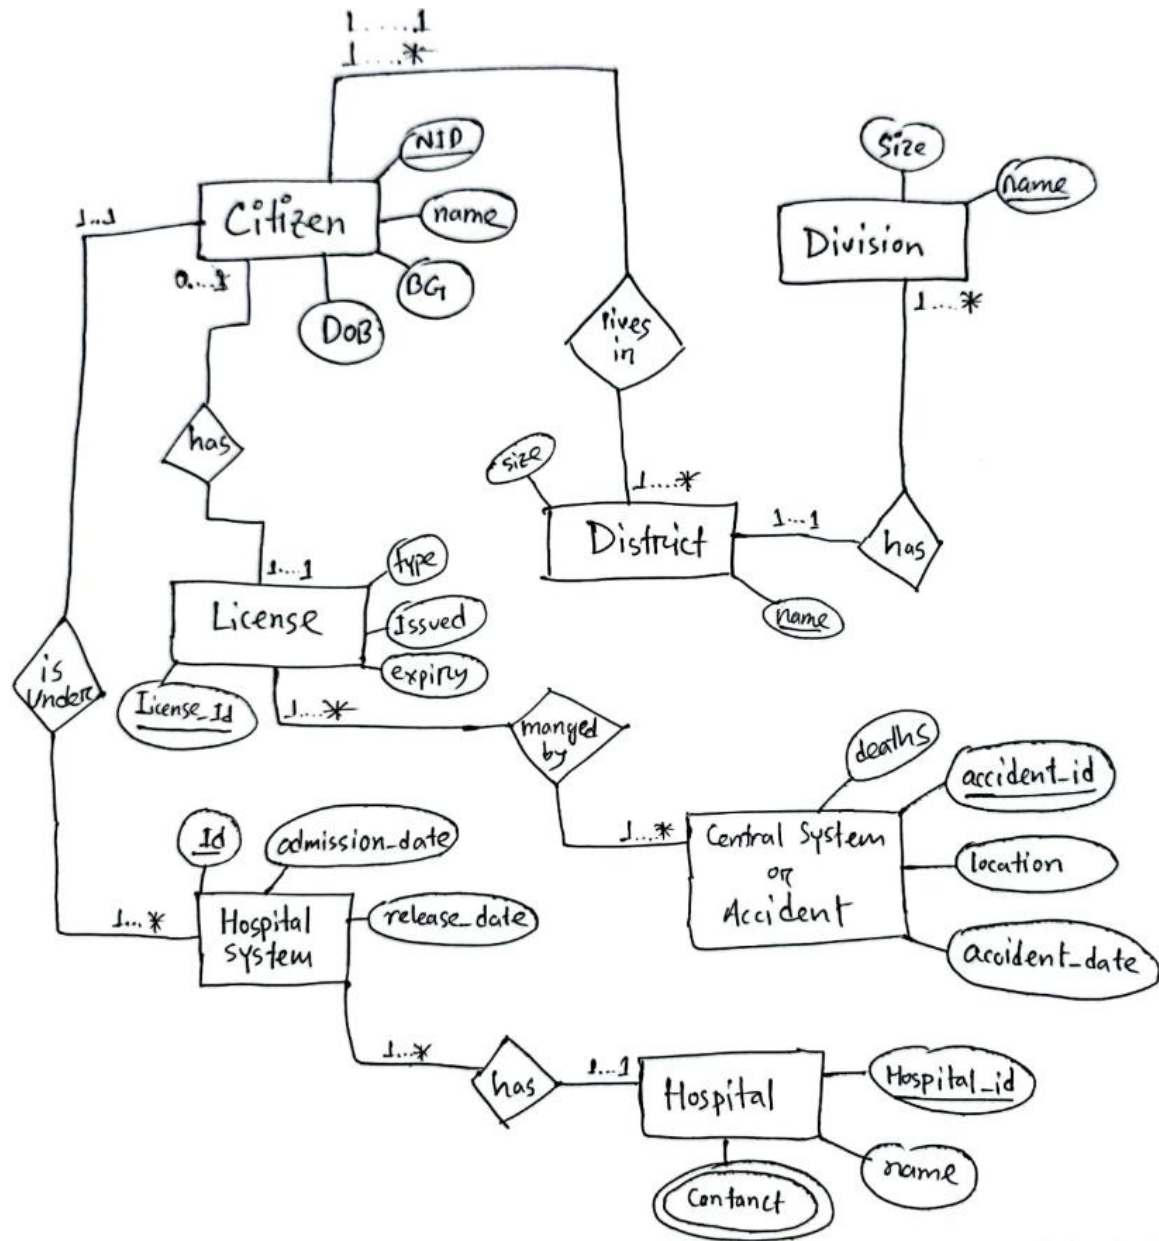 1......1
1.....*
NID
Citizen
name
BG
DOB
1...1
0....1
Size
name
Division
1....*
lives
in
has
size
1....*
District
1...1
has
name
1....1
type
License
Issued
expiry
License_Id
is
Under
1....*
manged
by
deaths
accident_id
1...*
Central System
or
Accident
location
accident_date
Id
admission_date
1...*
Hospital
system
release_date
1...*
has
1...1
Hospital
Hospital_id
name
Contanct